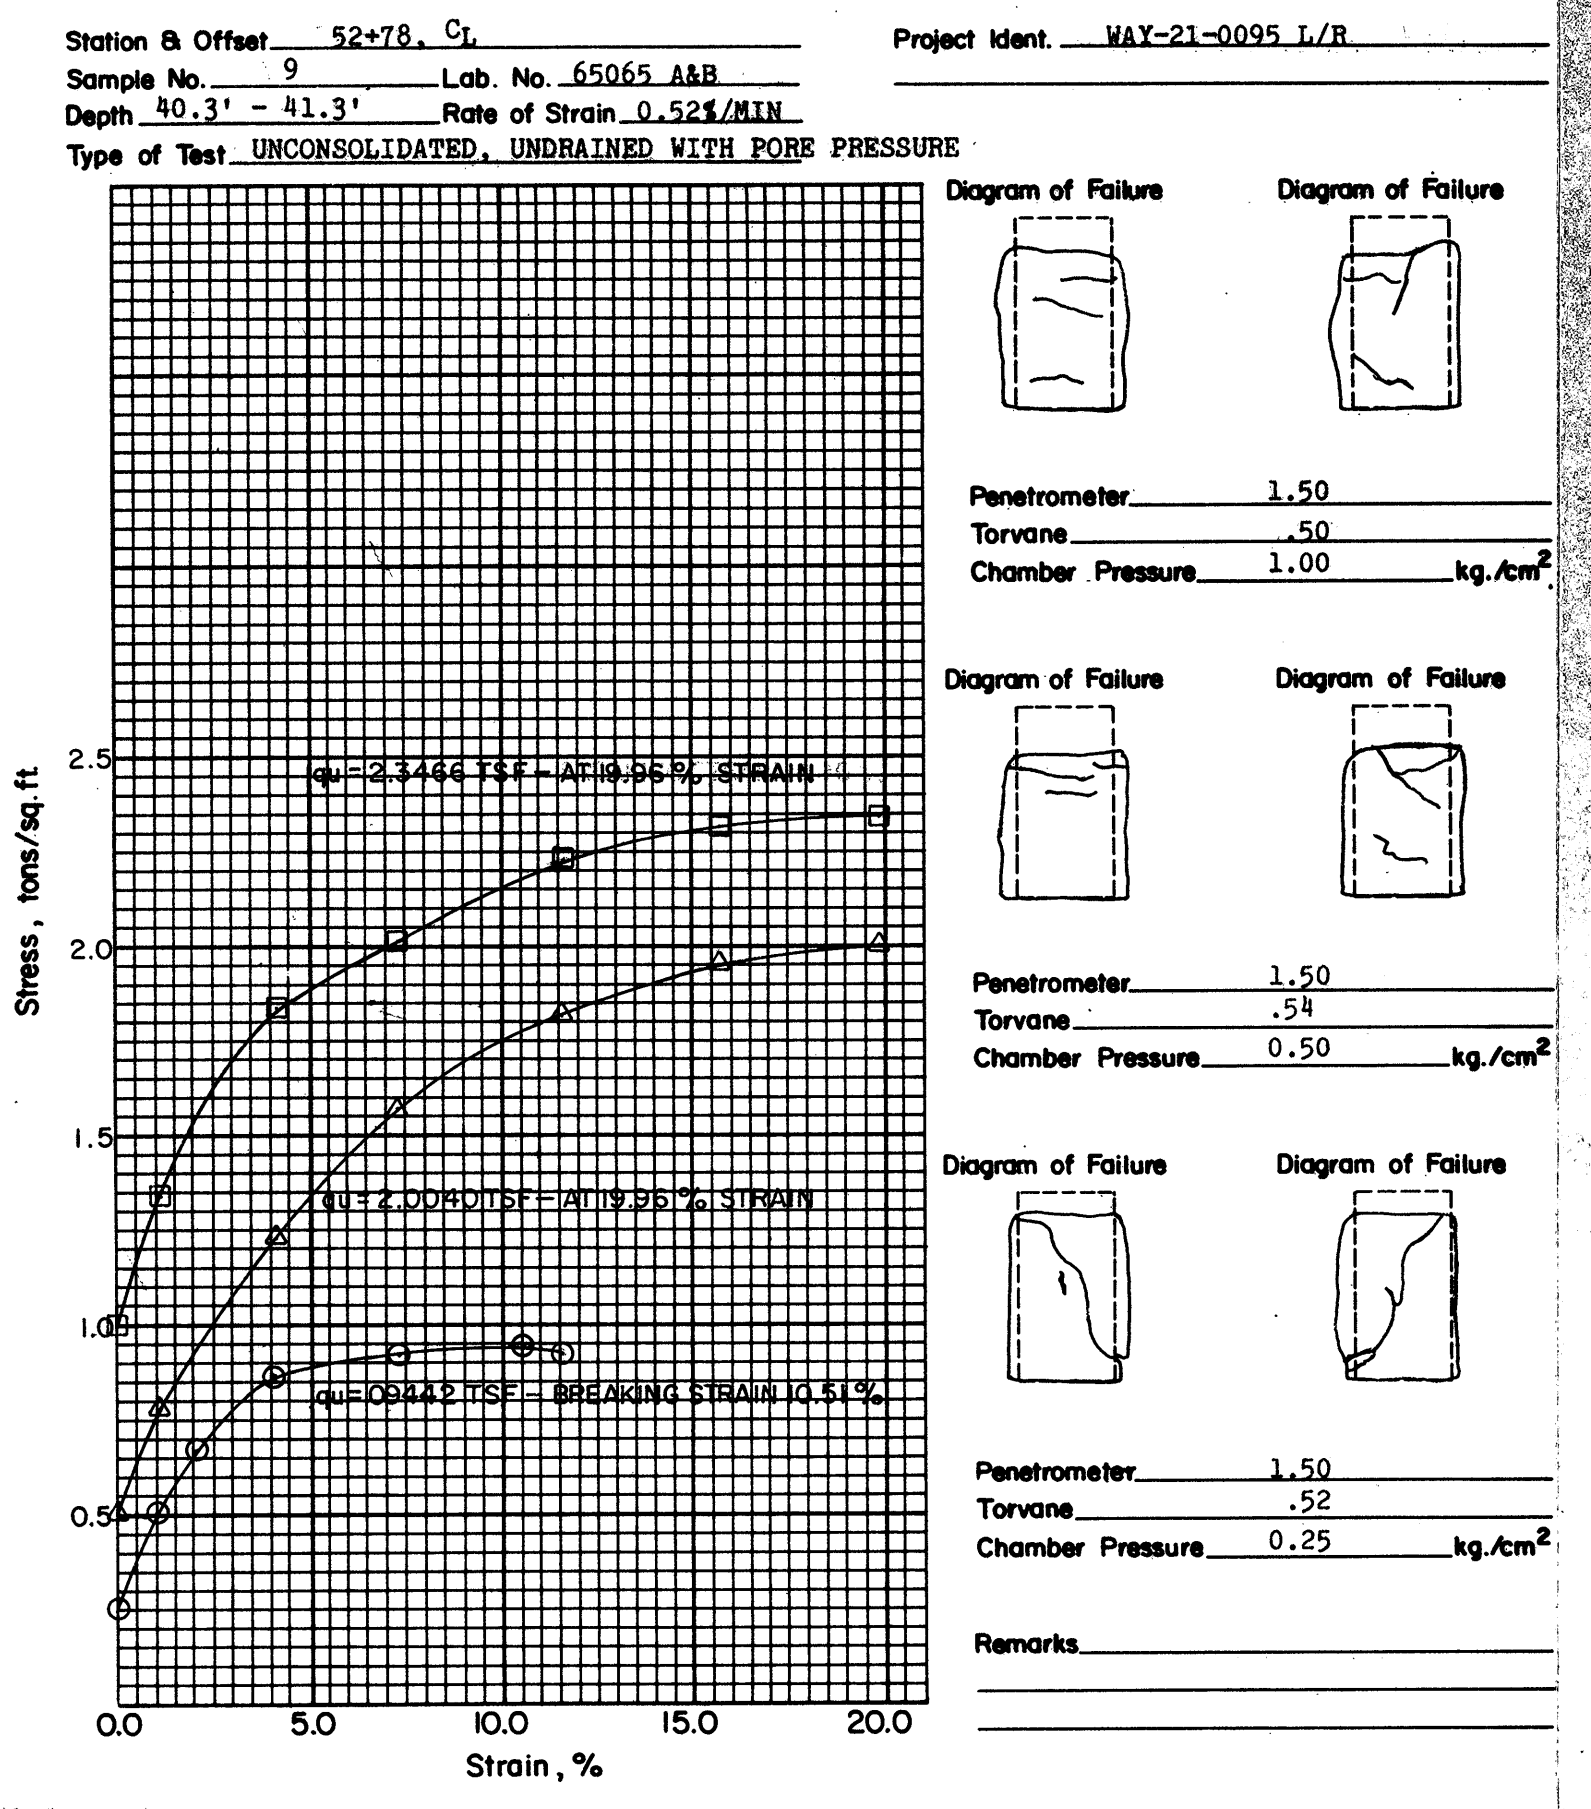 Station & Offset 52+78, CL
Project Ident. WAY-21-0095 L/R
Sample No. 9 Lab. No. 65065 A&B
Depth 40.3' - 41.3' Rate of Strain 0.52%/MIN
Type of Test UNCONSOLIDATED, UNDRAINED WITH PORE PRESSURE
Stress, tons/sq.ft.
2.5
2.0
1.5
1.0
0.5
qu = 2.3466 TSF - AT 19.96 % STRAIN
qu = 2.0040 TSF - AT 19.96 % STRAIN
qu = 09442 TSF - BREAKING STRAIN 10.51 %
0.0 5.0 10.0 15.0 20.0
Strain, %
Diagram of Failure Diagram of Failure
Penetrometer 1.50
Torvane .50
Chamber Pressure 1.00 kg./cm2
Diagram of Failure Diagram of Failure
Penetrometer 1.50
Torvane .54
Chamber Pressure 0.50 kg./cm2
Diagram of Failure Diagram of Failure
Penetrometer 1.50
Torvane .52
Chamber Pressure 0.25 kg./cm2
Remarks